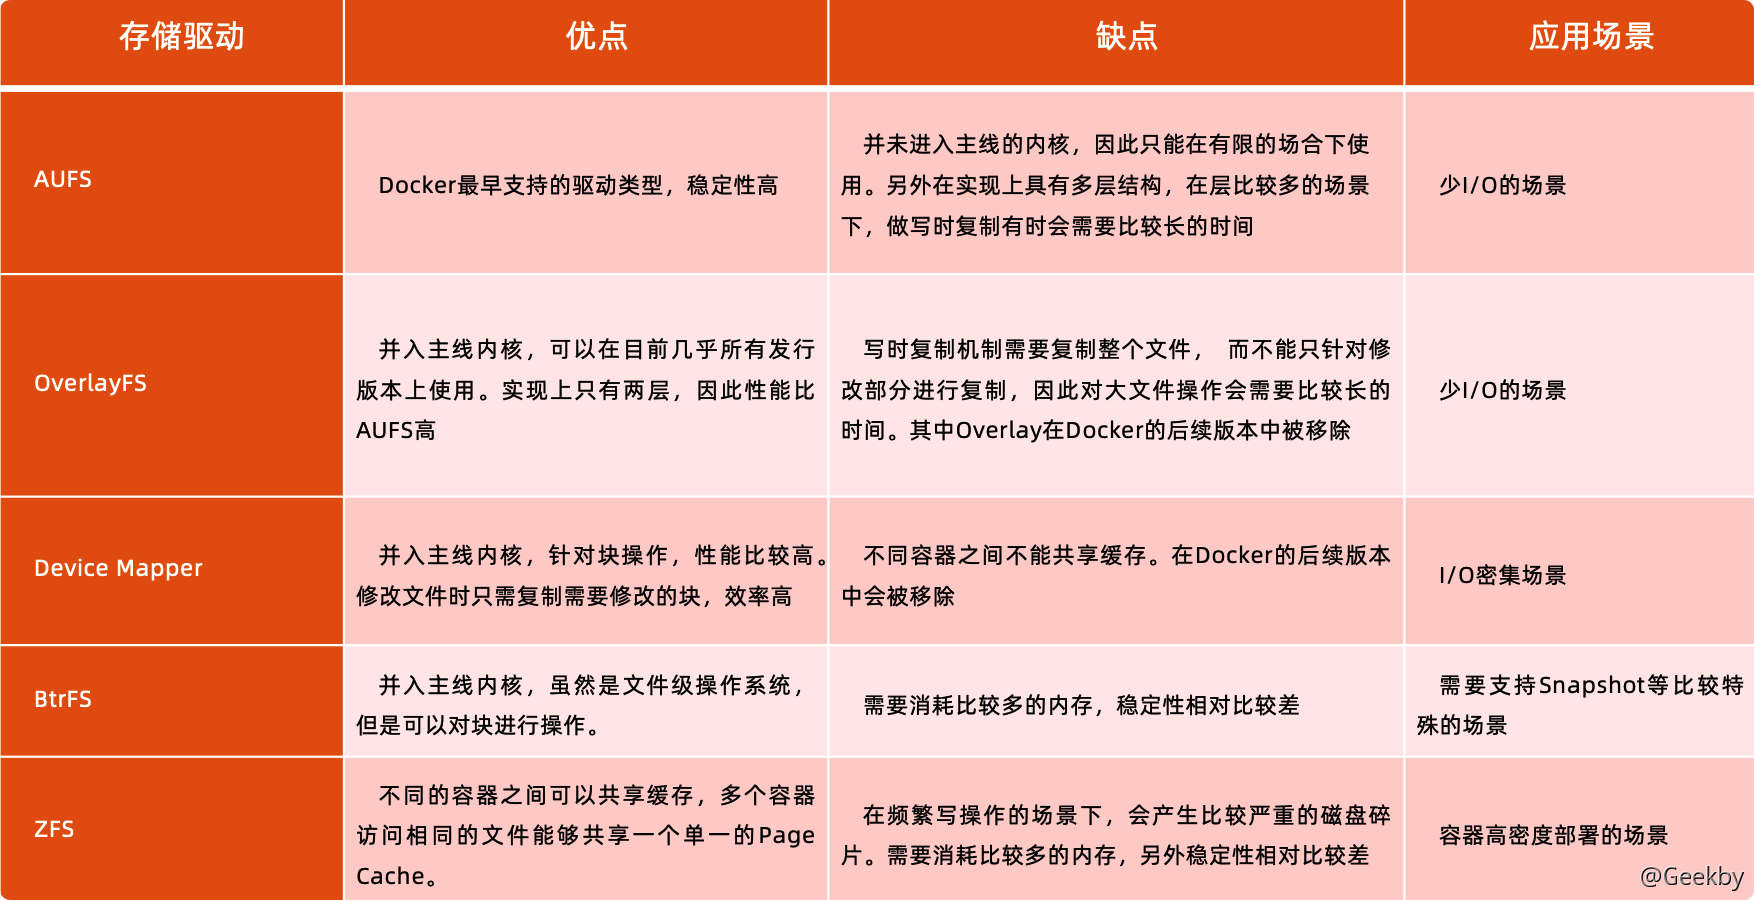 存储驱动
优点
缺点
应用场景
AUFS
Docker最早支持的驱动类型，稳定性高
并未进入主线的内核，因此只能在有限的场合下使
用。另外在实现上具有多层结构，在层比较多的场景
下，做写时复制有时会需要比较长的时间
少I/O的场景
OverlayFS
并入主线内核，可以在目前几乎所有发行
版本上使用。实现上只有两层，因此性能比
AUFS高
写时复制机制需要复制整个文件， 而不能只针对修
改部分进行复制，因此对大文件操作会需要比较长的
时间。其中Overlay在Docker的后续版本中被移除
少I/O的场景
Device Mapper
并入主线内核，针对块操作，性能比较高。
修改文件时只需复制需要修改的块，效率高
不同容器之间不能共享缓存。在Docker的后续版本
中会被移除
I/O密集场景
BtrFS
并入主线内核，虽然是文件级操作系统，
但是可以对块进行操作。
需要消耗比较多的内存，稳定性相对比较差
需要支持Snapshot等比较特
殊的场景
ZFS
不同的容器之间可以共享缓存，多个容器
访问相同的文件能够共享一个单一的Page
Cache。
在频繁写操作的场景下，会产生比较严重的磁盘碎
片。需要消耗比较多的内存，另外稳定性相对比较差
容器高密度部署的场景
@Geekby